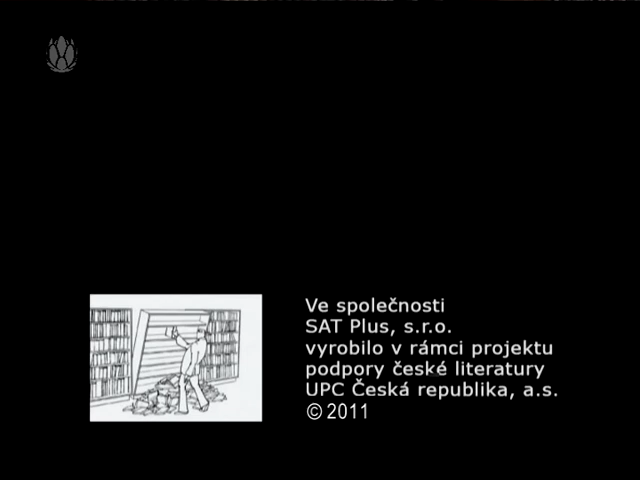 Ve společnosti
SAT Plus, s.r.o.
vyrobilo v rámci projektu
podpory české literatury
UPC Česká republika, a.s.
© 2011